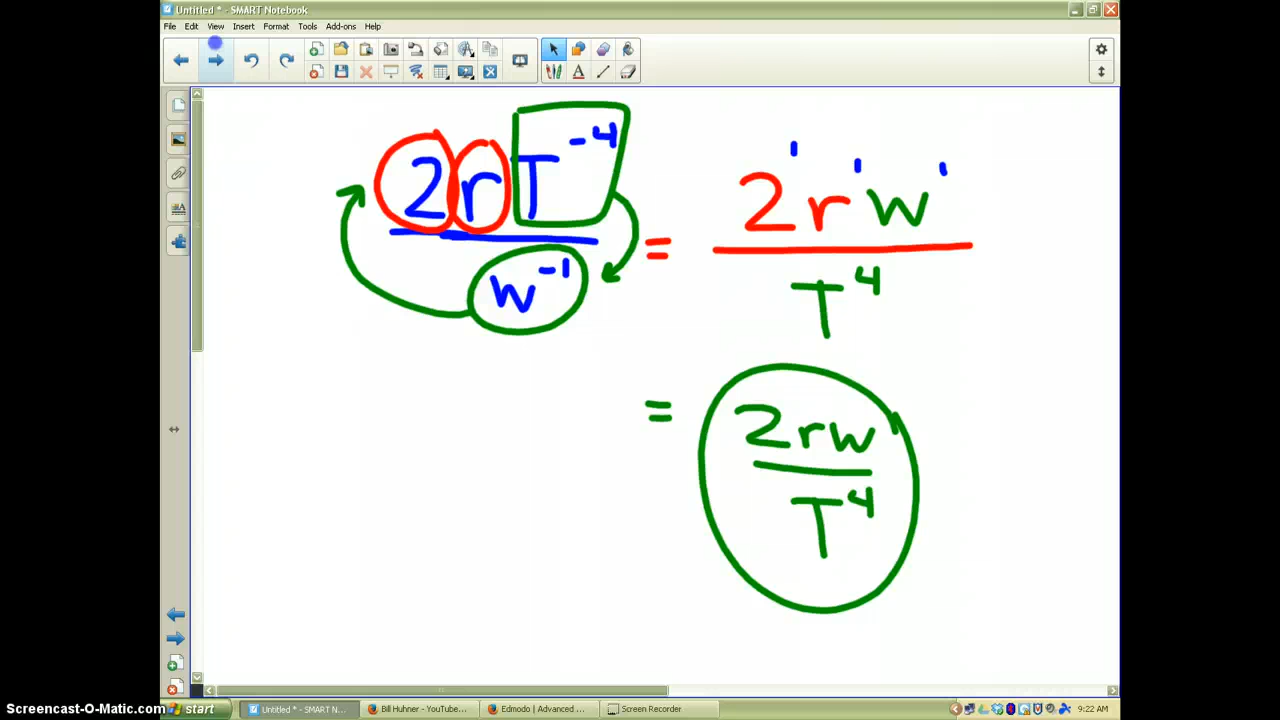 Untitled * - SMART Notebook
File Edit View Insert Format Tools Add-ons Help
2rT⁻⁴
w⁻¹
= 2¹r¹w¹
T⁴
= 2rw
T⁴
Screencast-O-Matic.com
start
Untitled * - SMART N...
Bill Huhner - YouTube...
Edmodo | Advanced ...
Screen Recorder
9:22 AM